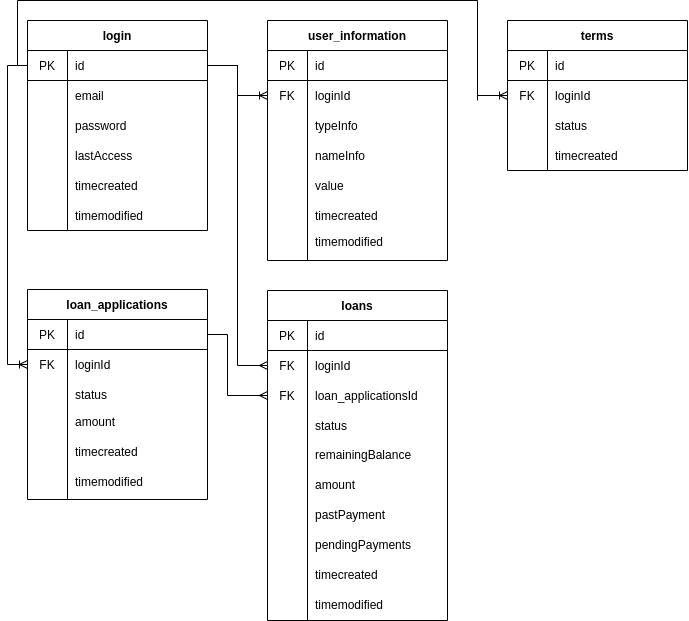 login
PK id
email
password
lastAccess
timecreated
timemodified
user_information
PK id
FK loginId
typeInfo
nameInfo
value
timecreated
timemodified
terms
PK id
FK loginId
status
timecreated
loan_applications
PK id
FK loginId
status
amount
timecreated
timemodified
loans
PK id
FK loginId
FK loan_applicationsId
status
remainingBalance
amount
pastPayment
pendingPayments
timecreated
timemodified